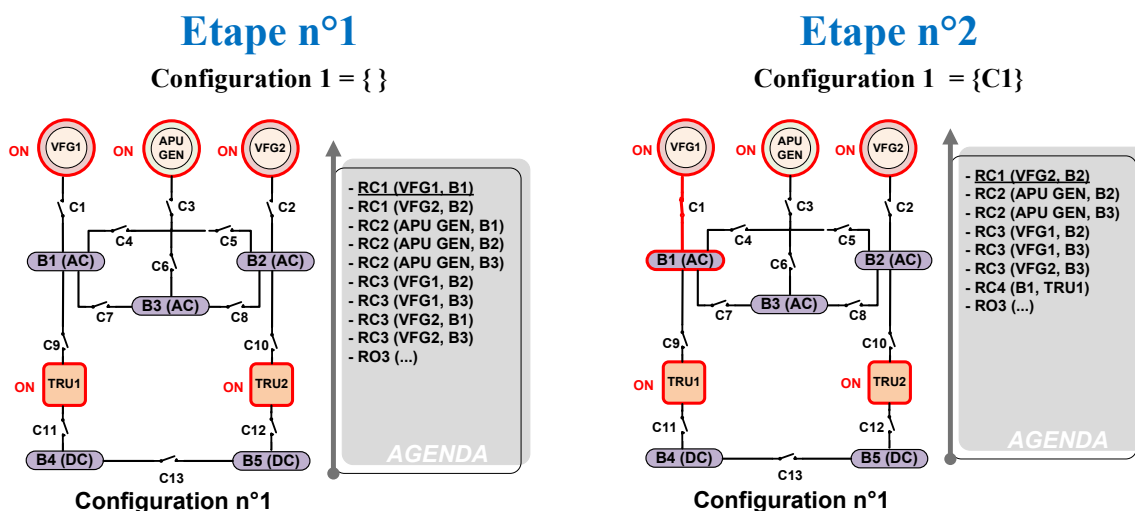 Etape n°1
Configuration 1 = { }
ON
VFG1
ON
APU
GEN
ON
VFG2
C1
C3
C2
C4
C5
C6
B1 (AC)
B2 (AC)
B3 (AC)
C7
C8
C9
C10
ON
TRU1
ON
TRU2
C11
C12
B4 (DC)
B5 (DC)
C13
Configuration n°1
- RC1 (VFG1, B1)
- RC1 (VFG2, B2)
- RC2 (APU GEN, B1)
- RC2 (APU GEN, B2)
- RC2 (APU GEN, B3)
- RC3 (VFG1, B2)
- RC3 (VFG1, B3)
- RC3 (VFG2, B1)
- RC3 (VFG2, B3)
- RO3 (...)
AGENDA
Etape n°2
Configuration 1 = {C1}
ON
VFG1
ON
APU
GEN
ON
VFG2
C1
C3
C2
C4
C5
C6
B1 (AC)
B2 (AC)
B3 (AC)
C7
C8
C9
C10
ON
TRU1
ON
TRU2
C11
C12
B4 (DC)
B5 (DC)
C13
Configuration n°1
- RC1 (VFG2, B2)
- RC2 (APU GEN, B2)
- RC2 (APU GEN, B3)
- RC3 (VFG1, B2)
- RC3 (VFG1, B3)
- RC3 (VFG2, B3)
- RC4 (B1, TRU1)
- RO3 (...)
AGENDA